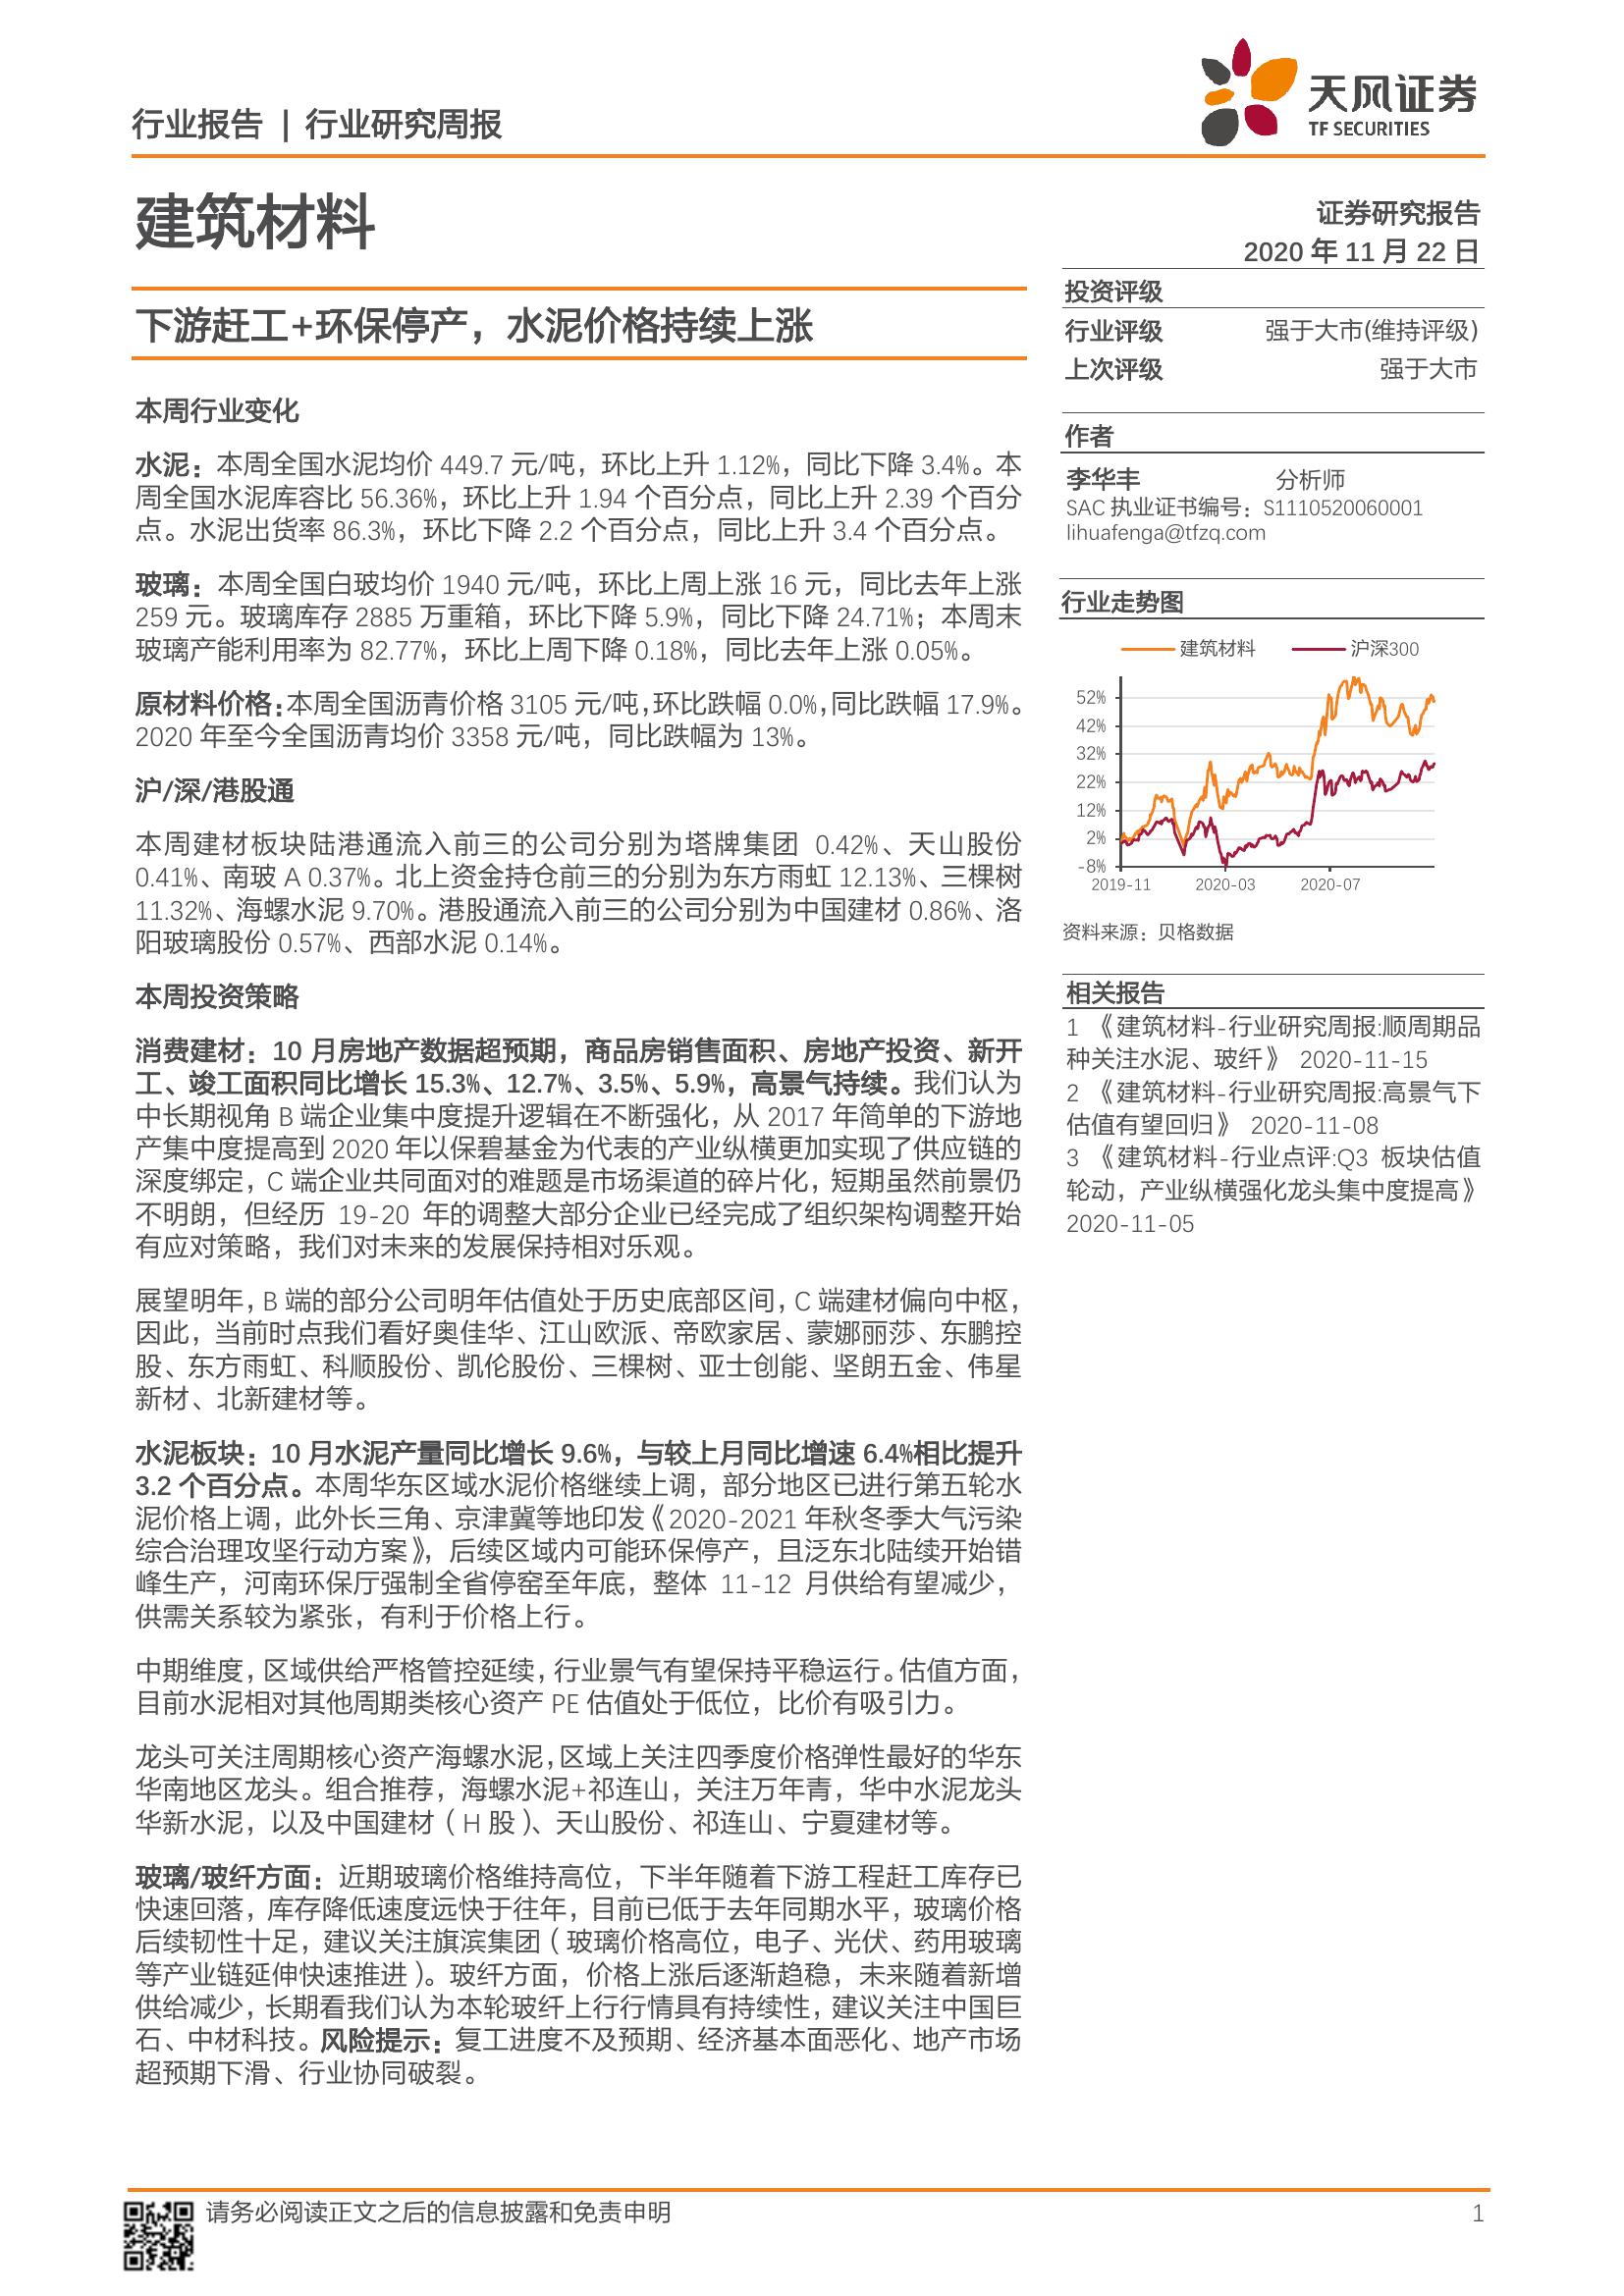 行业报告 | 行业研究周报
天风证券
TF SECURITIES
建筑材料
证券研究报告
2020 年 11 月 22 日
下游赶工+环保停产，水泥价格持续上涨
本周行业变化
水泥：本周全国水泥均价 449.7 元/吨，环比上升 1.12%，同比下降 3.4%。本
周全国水泥库容比 56.36%，环比上升 1.94 个百分点，同比上升 2.39 个百分
点。水泥出货率 86.3%，环比下降 2.2 个百分点，同比上升 3.4 个百分点。
玻璃：本周全国白玻均价 1940 元/吨，环比上周上涨 16 元，同比去年上涨
259 元。玻璃库存 2885 万重箱，环比下降 5.9%，同比下降 24.71%；本周末
玻璃产能利用率为 82.77%，环比上周下降 0.18%，同比去年上涨 0.05%。
原材料价格：本周全国沥青价格 3105 元/吨，环比跌幅 0.0%，同比跌幅 17.9%。
2020 年至今全国沥青均价 3358 元/吨，同比跌幅为 13%。
沪/深/港股通
本周建材板块陆港通流入前三的公司分别为塔牌集团 0.42%、天山股份
0.41%、南玻 A 0.37%。北上资金持仓前三的分别为东方雨虹 12.13%、三棵树
11.32%、海螺水泥 9.70%。港股通流入前三的公司分别为中国建材 0.86%、洛
阳玻璃股份 0.57%、西部水泥 0.14%。
本周投资策略
消费建材：10 月房地产数据超预期，商品房销售面积、房地产投资、新开
工、竣工面积同比增长 15.3%、12.7%、3.5%、5.9%，高景气持续。我们认为
中长期视角 B 端企业集中度提升逻辑在不断强化，从 2017 年简单的下游地
产集中度提高到 2020 年以保碧基金为代表的产业纵横更加实现了供应链的
深度绑定，C 端企业共同面对的难题是市场渠道的碎片化，短期虽然前景仍
不明朗，但经历 19-20 年的调整大部分企业已经完成了组织架构调整开始
有应对策略，我们对未来的发展保持相对乐观。
展望明年，B 端的部分公司明年估值处于历史底部区间，C 端建材偏向中枢，
因此，当前时点我们看好奥佳华、江山欧派、帝欧家居、蒙娜丽莎、东鹏控
股、东方雨虹、科顺股份、凯伦股份、三棵树、亚士创能、坚朗五金、伟星
新材、北新建材等。
水泥板块：10 月水泥产量同比增长 9.6%，与较上月同比增速 6.4%相比提升
3.2 个百分点。本周华东区域水泥价格继续上调，部分地区已进行第五轮水
泥价格上调，此外长三角、京津冀等地印发《2020-2021 年秋冬季大气污染
综合治理攻坚行动方案》，后续区域内可能环保停产，且泛东北陆续开始错
峰生产，河南环保厅强制全省停窑至年底，整体 11-12 月供给有望减少，
供需关系较为紧张，有利于价格上行。
中期维度，区域供给严格管控延续，行业景气有望保持平稳运行。估值方面，
目前水泥相对其他周期类核心资产 PE 估值处于低位，比价有吸引力。
龙头可关注周期核心资产海螺水泥，区域上关注四季度价格弹性最好的华东
华南地区龙头。组合推荐，海螺水泥+祁连山，关注万年青，华中水泥龙头
华新水泥，以及中国建材（H 股）、天山股份、祁连山、宁夏建材等。
玻璃/玻纤方面：近期玻璃价格维持高位，下半年随着下游工程赶工库存已
快速回落，库存降低速度远快于往年，目前已低于去年同期水平，玻璃价格
后续韧性十足，建议关注旗滨集团（玻璃价格高位，电子、光伏、药用玻璃
等产业链延伸快速推进）。玻纤方面，价格上涨后逐渐趋稳，未来随着新增
供给减少，长期看我们认为本轮玻纤上行行情具有持续性，建议关注中国巨
石、中材科技。风险提示：复工进度不及预期、经济基本面恶化、地产市场
超预期下滑、行业协同破裂。
投资评级
行业评级 强于大市(维持评级)
上次评级 强于大市
作者
李华丰 分析师
SAC 执业证书编号：S1110520060001
lihuafenga@tfzq.com
行业走势图
建筑材料 沪深300
52%
42%
32%
22%
12%
2%
-8%
2019-11 2020-03 2020-07
资料来源：贝格数据
相关报告
1 《建筑材料-行业研究周报:顺周期品
种关注水泥、玻纤》 2020-11-15
2 《建筑材料-行业研究周报:高景气下
估值有望回归》 2020-11-08
3 《建筑材料-行业点评:Q3 板块估值
轮动，产业纵横强化龙头集中度提高》
2020-11-05
请务必阅读正文之后的信息披露和免责申明
1